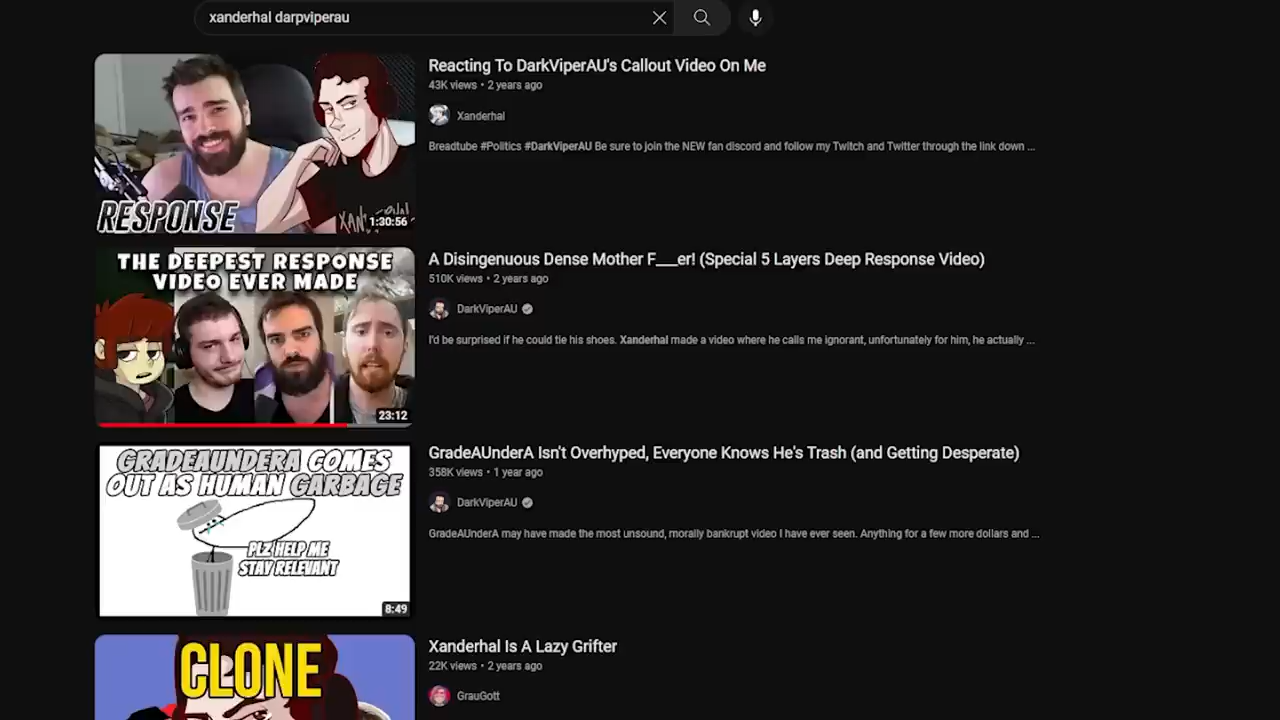 xanderhal darpviperau
Reacting To DarkViperAU's Callout Video On Me
43K views • 2 years ago
Xanderhal
Breadtube #Politics #DarkViperAU Be sure to join the NEW fan discord and follow my Twitch and Twitter through the link down ...
RESPONSE
1:30:56
THE DEEPEST RESPONSE
VIDEO EVER MADE
23:12
A Disingenuous Dense Mother F___er! (Special 5 Layers Deep Response Video)
510K views • 2 years ago
DarkViperAU
I'd be surprised if he could tie his shoes. Xanderhal made a video where he calls me ignorant, unfortunately for him, he actually ...
GRADEAUNDERA COMES
OUT AS HUMAN GARBAGE
PLZ HELP ME
STAY RELEVANT
8:49
GradeAUnderA Isn't Overhyped, Everyone Knows He's Trash (and Getting Desperate)
358K views • 1 year ago
DarkViperAU
GradeAUnderA may have made the most unsound, morally bankrupt video I have ever seen. Anything for a few more dollars and ...
CLONE
Xanderhal Is A Lazy Grifter
22K views • 2 years ago
GrauGott